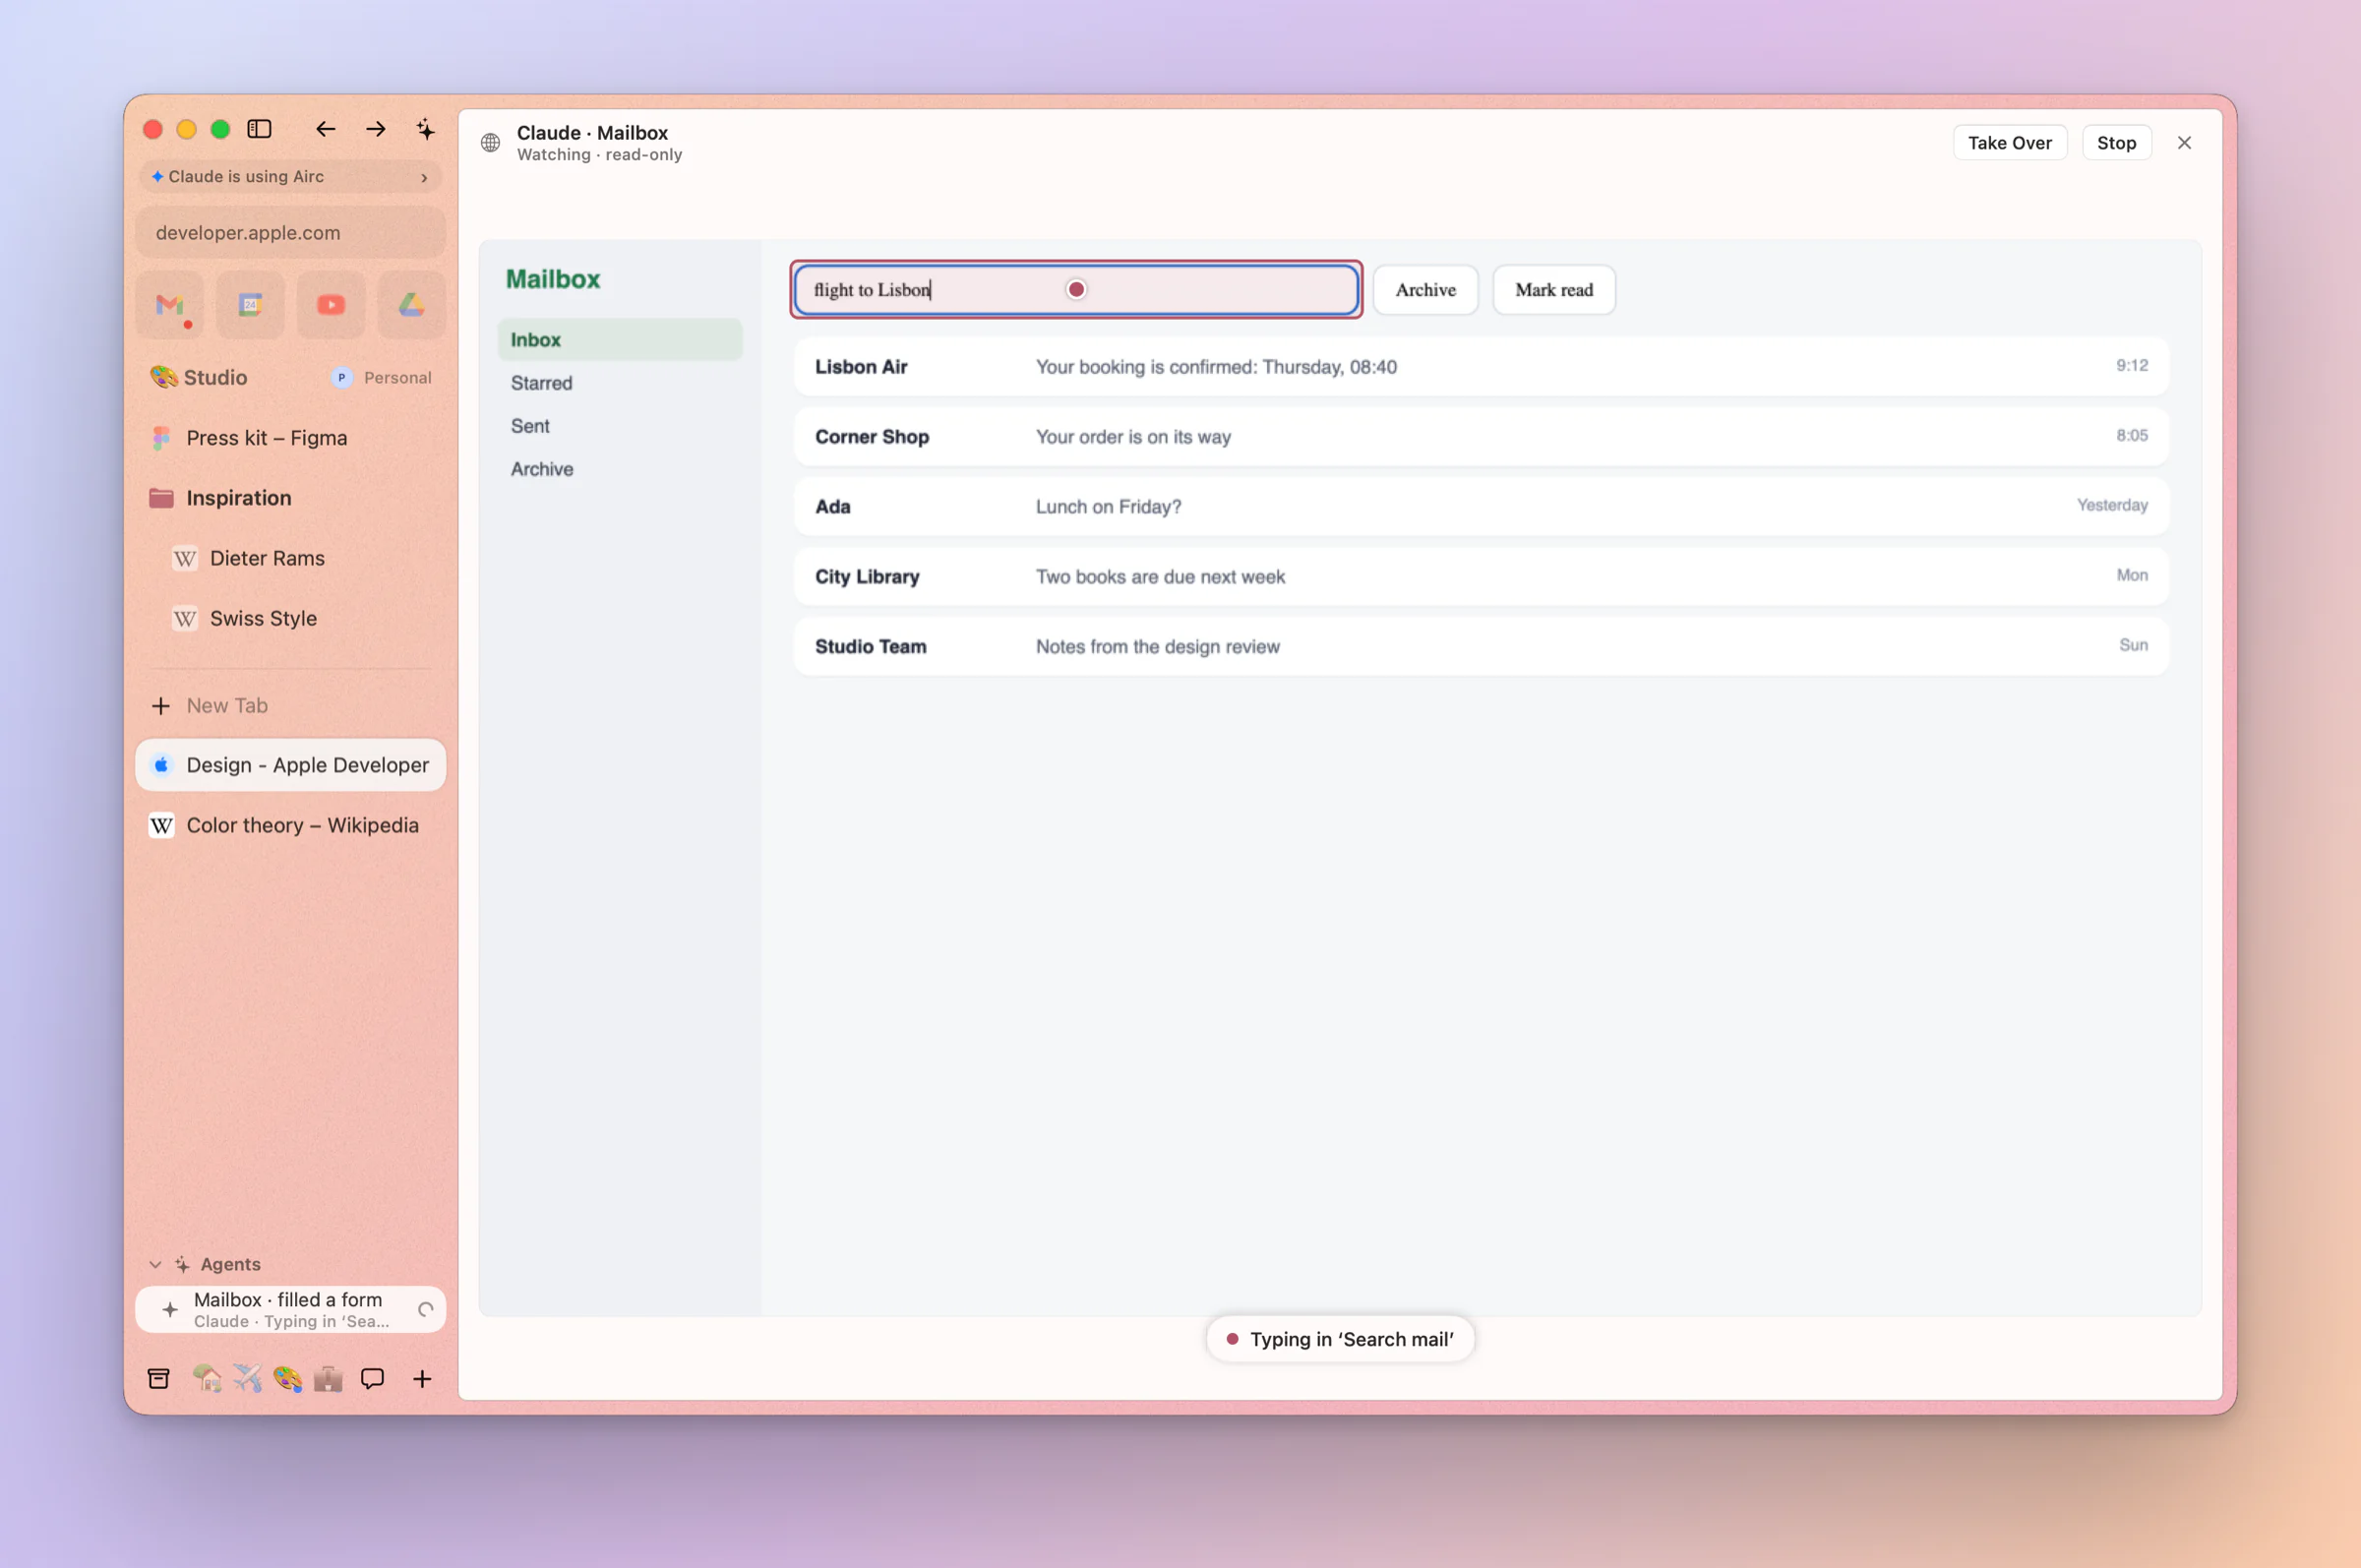 Claude is using Airc
developer.apple.com
24
Studio
P Personal
Press kit – Figma
Inspiration
W Dieter Rams
W Swiss Style
New Tab
Design - Apple Developer
W Color theory – Wikipedia
Agents
Mailbox · filled a form
Claude · Typing in ‘Sea...
Claude · Mailbox
Watching · read-only
Take Over
Stop
Mailbox
Inbox
Starred
Sent
Archive
flight to Lisbon
Archive
Mark read
Lisbon Air Your booking is confirmed: Thursday, 08:40 9:12
Corner Shop Your order is on its way 8:05
Ada Lunch on Friday? Yesterday
City Library Two books are due next week Mon
Studio Team Notes from the design review Sun
Typing in ‘Search mail’